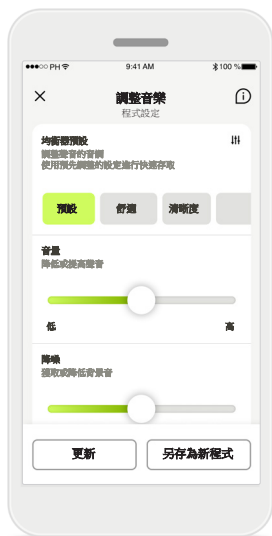 PH 9:41 AM 100 %
調整音樂
程式設定
均衡器預設
調整聲音的音調
使用預先調整的設定進行快速存取
預設 舒適 清晰度
音量
降低或提高聲音
低 高
降噪
獲取或降低背景音
更新 另存為新程式